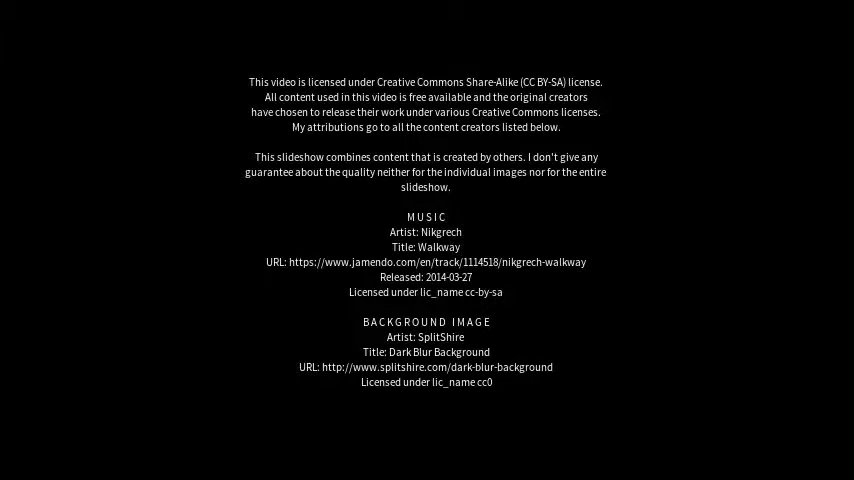 This video is licensed under Creative Commons Share-Alike (CC BY-SA) license.
All content used in this video is free available and the original creators
have chosen to release their work under various Creative Commons licenses.
My attributions go to all the content creators listed below.
This slideshow combines content that is created by others. I don't give any
guarantee about the quality neither for the individual images nor for the entire
slideshow.
MUSIC
Artist: Nikgrech
Title: Walkway
URL: https://www.jamendo.com/en/track/1114518/nikgrech-walkway
Released: 2014-03-27
Licensed under lic_name cc-by-sa
BACKGROUND IMAGE
Artist: SplitShire
Title: Dark Blur Background
URL: http://www.splitshire.com/dark-blur-background
Licensed under lic_name cc0